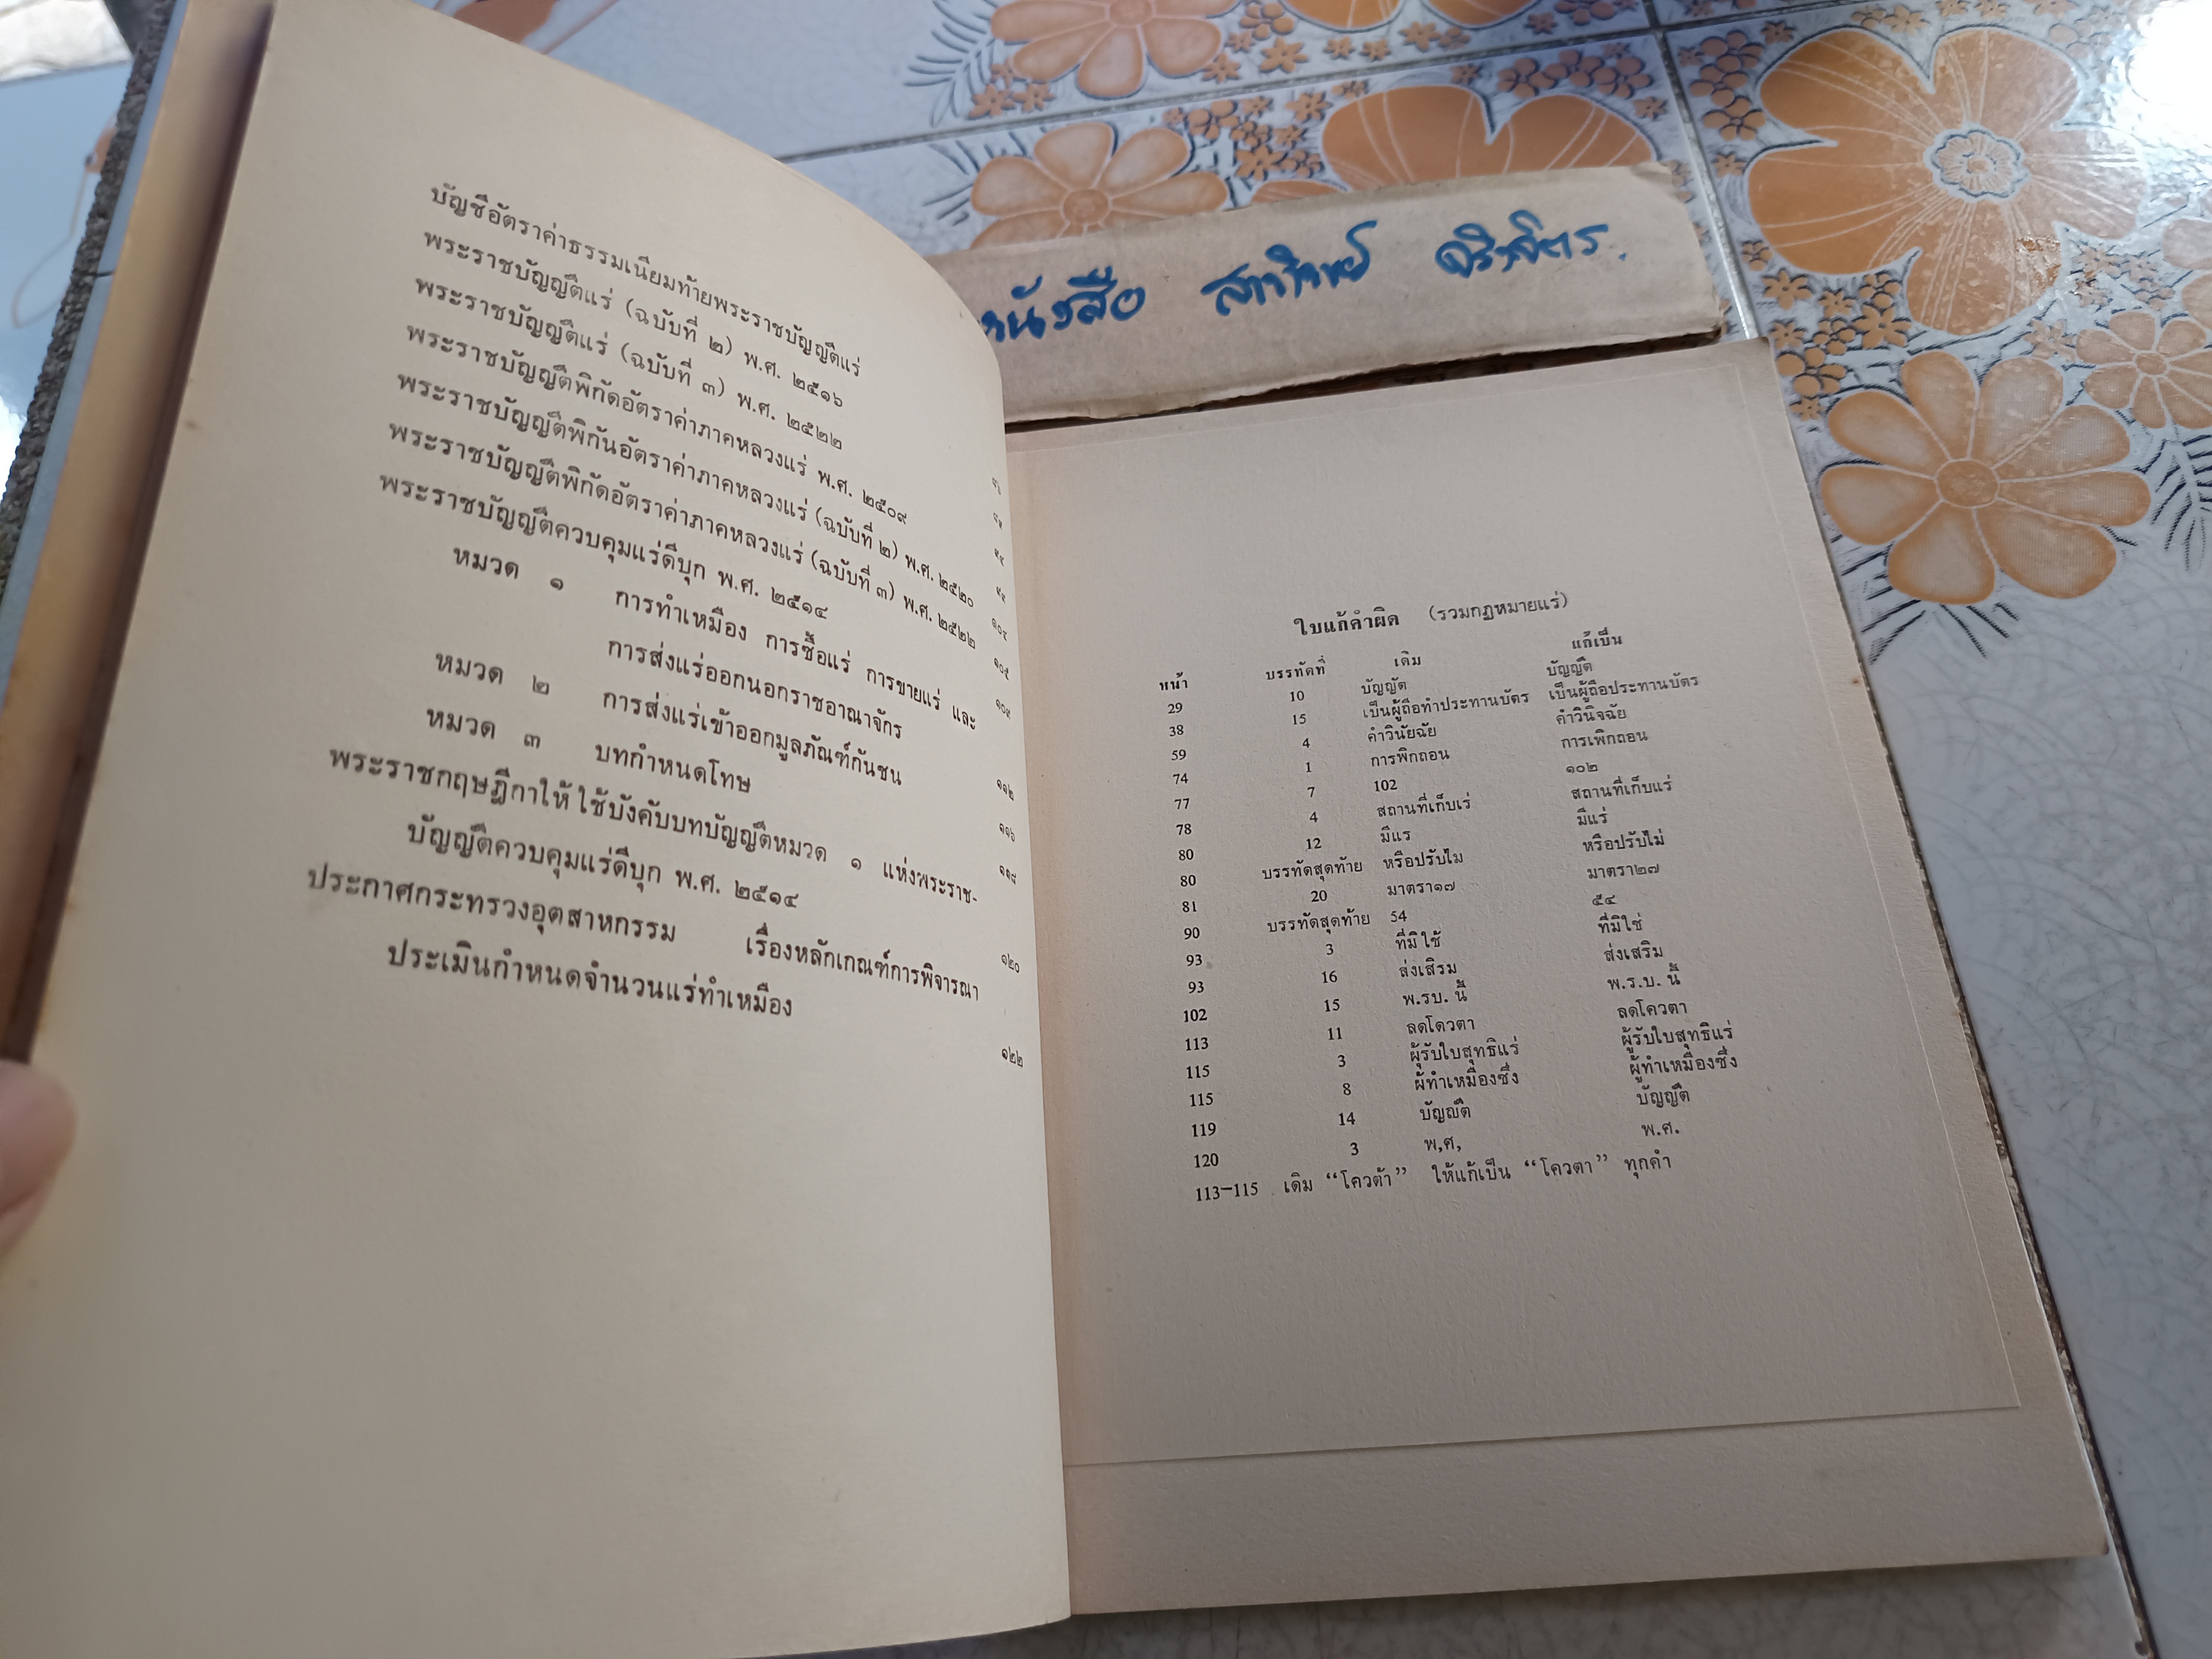 บัญชีอัตราค่าธรรมเนียมท้ายพระราชบัญญัติแร่
พระราชบัญญัติแร่ (ฉบับที่ ๒) พ.ศ. ๒๕๑๖
พระราชบัญญัติแร่ (ฉบับที่ ๓) พ.ศ. ๒๕๒๒
พระราชบัญญัติพิกัดอัตราค่าภาคหลวงแร่ พ.ศ. ๒๕๐๙
พระราชบัญญัติพิกันอัตราค่าภาคหลวงแร่ (ฉบับที่ ๒) พ.ศ. ๒๕๒๐ ๑๐๔
พระราชบัญญัติพิกัดอัตราค่าภาคหลวงแร่ (ฉบับที่ ๓) พ.ศ. ๒๕๒๒ ๑๐๕
พระราชบัญญัติควบคุมแร่ดีบุก พ.ศ. ๒๕๑๔ ๑๐๙
หมวด ๑ การทำเหมือง การซื้อแร่ การขายแร่ และ
การส่งแร่ออกนอกราชอาณาจักร ๑๑๒
หมวด ๒ การส่งแร่เข้าออกมูลภัณฑ์กันชน ๑๑๖
หมวด ๓ บทกำหนดโทษ ๑๑๘
พระราชกฤษฎีกาให้ใช้บังคับบทบัญญัติหมวด ๑ แห่งพระราช-
บัญญัติควบคุมแร่ดีบุก พ.ศ. ๒๕๑๔ ๑๒๐
ประกาศกระทรวงอุตสาหกรรม เรื่องหลักเกณฑ์การพิจารณา
ประเมินกำหนดจำนวนแร่ทำเหมือง ๑๒๒
หนังสือ
ใบแก้คำผิด (รวมกฎหมายแร่)
หน้า บรรทัดที่ เดิม แก้เป็น
29 10 บัญญัต บัญญัติ
38 15 เป็นผู้ถือทำประทานบัตร เป็นผู้ถือประทานบัตร
59 4 คำวินัยฉัย คำวินิจฉัย
74 1 การพิกถอน การเพิกถอน
77 7 102 ๑๐๒
78 4 สถานที่เก็บเร่ สถานที่เก็บแร่
80 12 มีแร มีแร่
80 บรรทัดสุดท้าย หรือปรับไม หรือปรับไม่
81 20 มาตรา๑๗ มาตรา๒๗
90 บรรทัดสุดท้าย 54 ๕๔
93 3 ที่มิใช้ ที่มิใช่
93 16 ส่งเสิรม ส่งเสริม
102 15 พ.รบ. นี้ พ.ร.บ. นี้
113 11 ลดโดวตา ลดโควตา
115 3 ผุ้รับใบสุทธิแร่ ผู้รับใบสุทธิแร่
115 8 ผัทำเหมืองซึ่ง ผู้ทำเหมืองซึ่ง
119 14 บัญญติ บัญญัติ
120 3 พ,ศ, พ.ศ.
113–115 เดิม “โควต้า” ให้แก้เป็น “โควตา” ทุกคำ